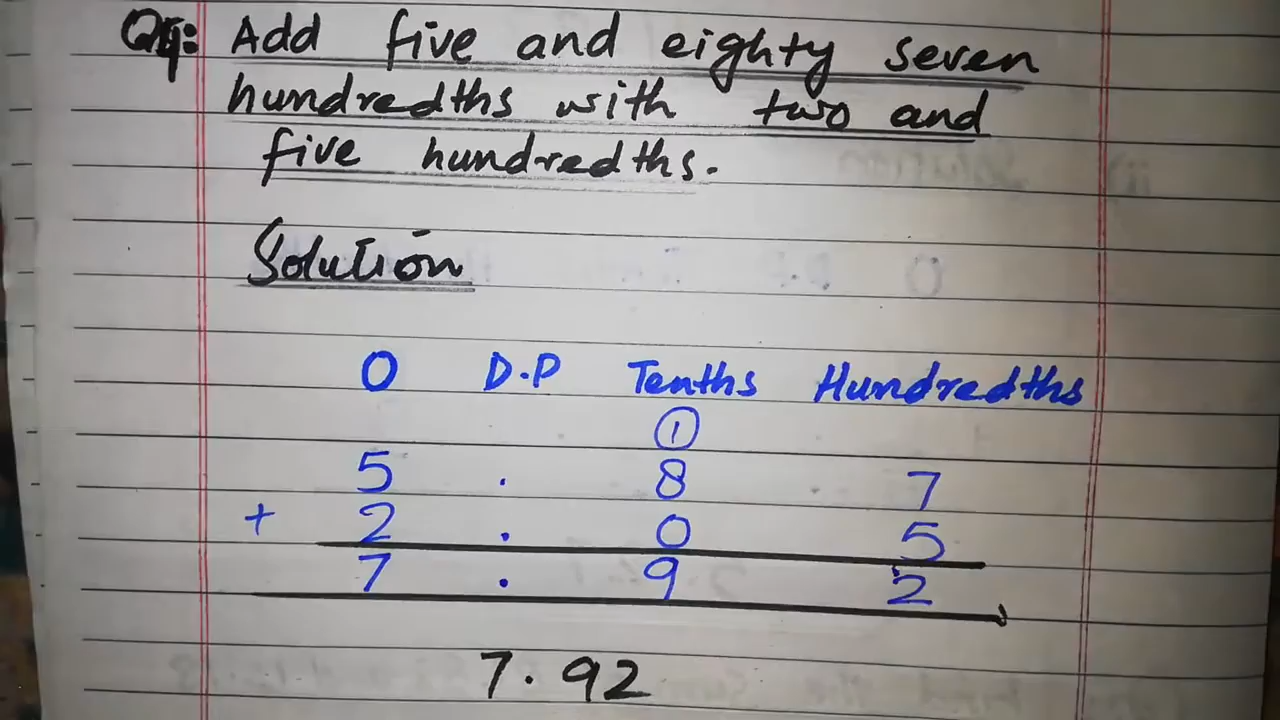 Q4: Add five and eighty seven
hundredths with two and
five hundredths.
Solution
O D.P Tenths Hundredths
1
5 . 8 7
+ 2 . 0 5
7 . 9 2
7.92